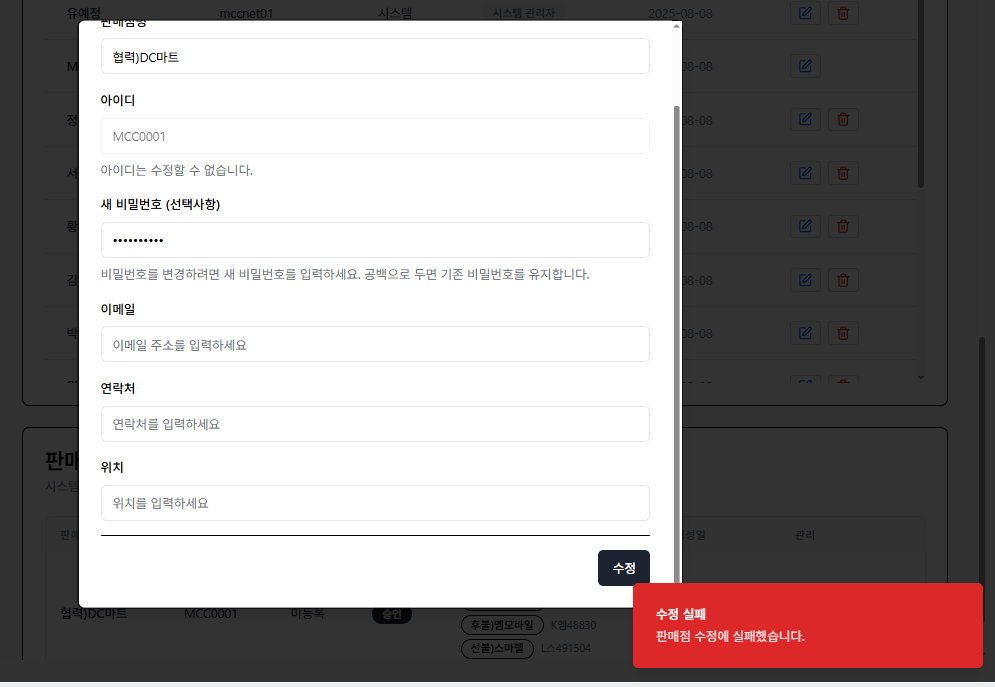 유예정 mccnet01 시스템 시스템 관리자 2025-08-08
판매점명
협력)DC마트
아이디
MCC0001
아이디는 수정할 수 없습니다.
새 비밀번호 (선택사항)
••••••••••
비밀번호를 변경하려면 새 비밀번호를 입력하세요. 공백으로 두면 기존 비밀번호를 유지합니다.
이메일
이메일 주소를 입력하세요
연락처
연락처를 입력하세요
위치
위치를 입력하세요
수정
M 08-08
정 08-08
서 08-08
황 08-08
김 08-08
박 08-08
판매
시스템
판매 성일 관리
협력)DC마트 MCC0001 미등록 승인
후불)엠모바일 K엠48830
선불)스마텔 L스491504
수정 실패
판매점 수정에 실패했습니다.